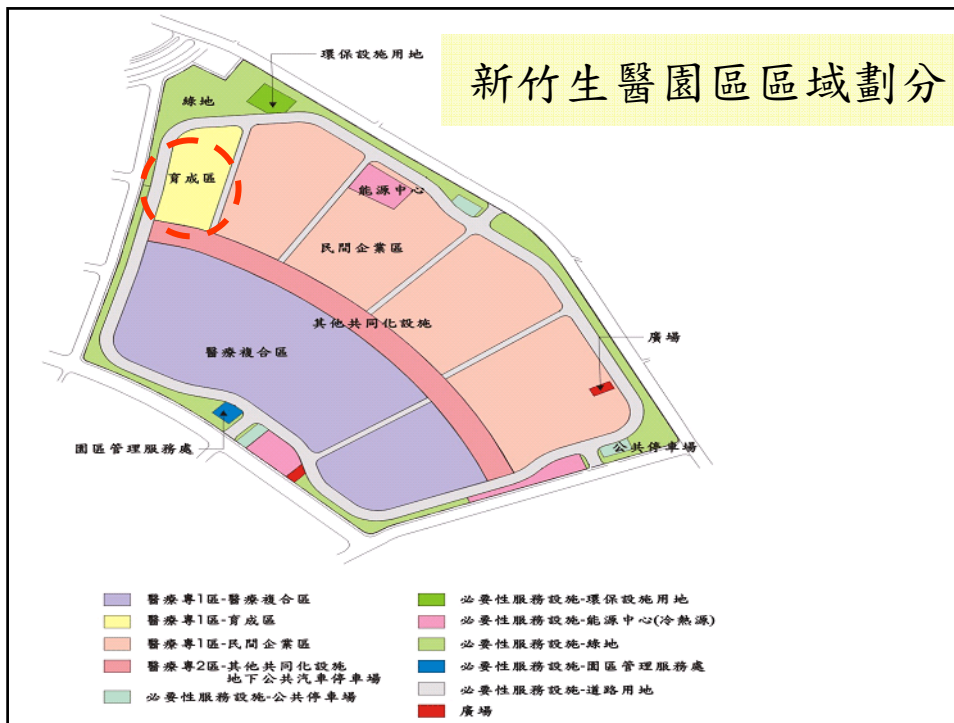 新竹生醫園區區域劃分
環保設施用地
綠地
育成區
能源中心
民間企業區
其他共同化設施
醫療複合區
廣場
園區管理服務處
公共停車場
醫療專1區-醫療複合區
醫療專1區-育成區
醫療專1區-民間企業區
醫療專2區-其他共同化設施
地下公共汽車停車場
必要性服務設施-公共停車場
必要性服務設施-環保設施用地
必要性服務設施-能源中心(冷熱源)
必要性服務設施-綠地
必要性服務設施-園區管理服務處
必要性服務設施-道路用地
廣場